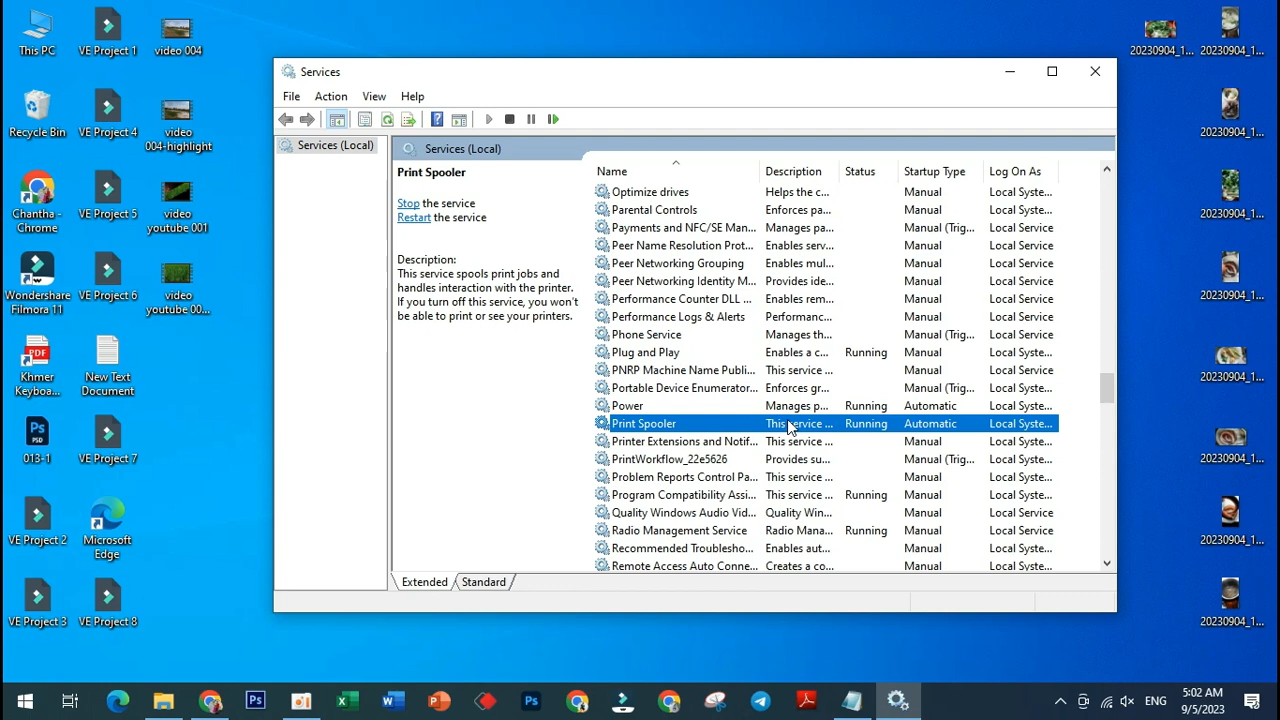 This PC
VE Project 1
video 004
Recycle Bin
VE Project 4
video
004-highlight
Chantha -
Chrome
VE Project 5
video
youtube 001
Wondershare
Filmora 11
VE Project 6
video
youtube 00...
PDF
Khmer
Keyboa...
New Text
Document
Ps
PSD
013-1
VE Project 7
VE Project 2
Microsoft
Edge
VE Project 3
VE Project 8
Services
File Action View Help
Services (Local)
Services (Local)
Print Spooler
Stop the service
Restart the service
Description:
This service spools print jobs and
handles interaction with the printer.
If you turn off this service, you won't
be able to print or see your printers.
Name Description Status Startup Type Log On As
Optimize drives Helps the c... Manual Local Syste...
Parental Controls Enforces pa... Manual Local Syste...
Payments and NFC/SE Man... Manages pa... Manual (Trig... Local Service
Peer Name Resolution Prot... Enables serv... Manual Local Service
Peer Networking Grouping Enables mul... Manual Local Service
Peer Networking Identity M... Provides ide... Manual Local Service
Performance Counter DLL ... Enables rem... Manual Local Service
Performance Logs & Alerts Performanc... Manual Local Service
Phone Service Manages th... Manual (Trig... Local Service
Plug and Play Enables a c... Running Manual Local Syste...
PNRP Machine Name Publi... This service ... Manual Local Service
Portable Device Enumerator... Enforces gr... Manual (Trig... Local Syste...
Power Manages p... Running Automatic Local Syste...
Print Spooler This service ... Running Automatic Local Syste...
Printer Extensions and Notif... This service ... Manual Local Syste...
PrintWorkflow_22e5626 Provides su... Manual (Trig... Local Syste...
Problem Reports Control Pa... This service ... Manual Local Syste...
Program Compatibility Assi... This service ... Running Manual Local Syste...
Quality Windows Audio Vid... Quality Win... Manual Local Service
Radio Management Service Radio Mana... Running Manual Local Service
Recommended Troublesho... Enables aut... Manual Local Syste...
Remote Access Auto Conne... Creates a co... Manual Local Syste...
Extended Standard
20230904_1...
20230904_1...
20230904_1...
20230904_1...
20230904_1...
20230904_1...
20230904_1...
20230904_1...
20230904_1...
Ps
ENG
5:02 AM
9/5/2023